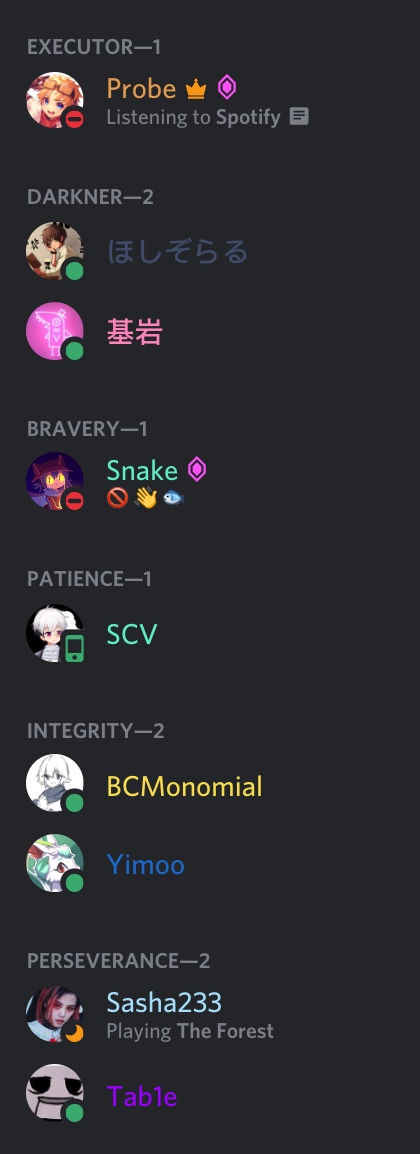 EXECUTOR—1
Probe
Listening to Spotify
DARKNER—2
ほしぞらる
基岩
BRAVERY—1
Snake
🚫 👋 🐟
PATIENCE—1
SCV
INTEGRITY—2
BCMonomial
Yimoo
PERSEVERANCE—2
Sasha233
Playing The Forest
Tab1e